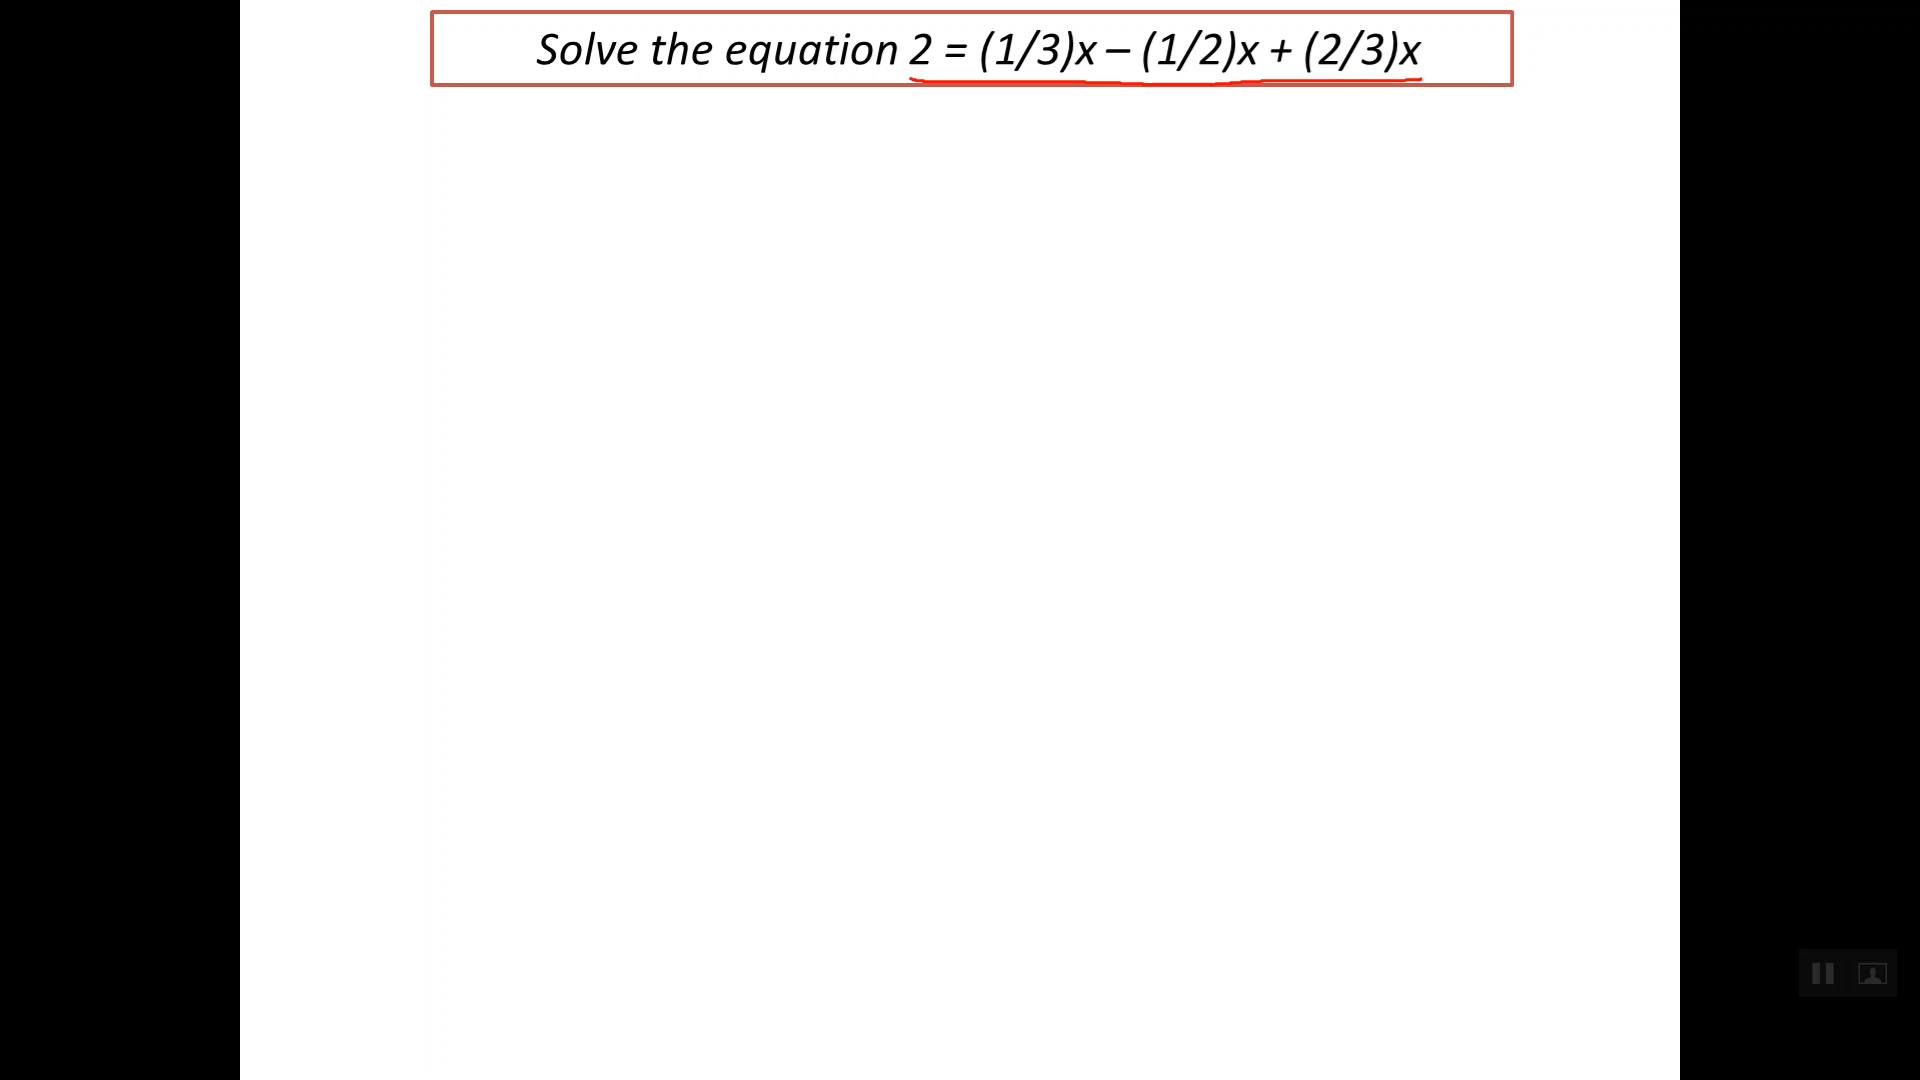 Solve the equation 2 = (1/3)x – (1/2)x + (2/3)x